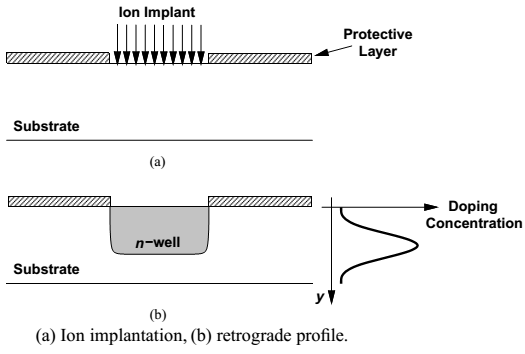 Ion Implant
Protective
Layer
Substrate
(a)
Doping
Concentration
n–well
Substrate
y
(b)
(a) Ion implantation, (b) retrograde profile.